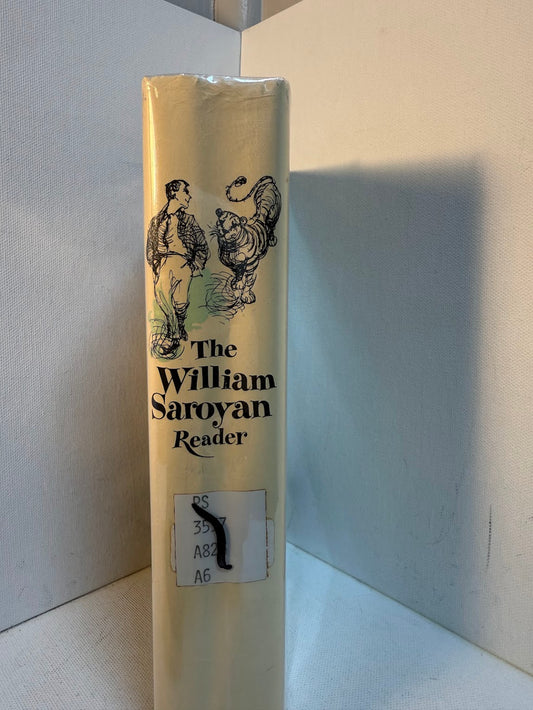 The
William
Saroyan
Reader
PS
A82
A6